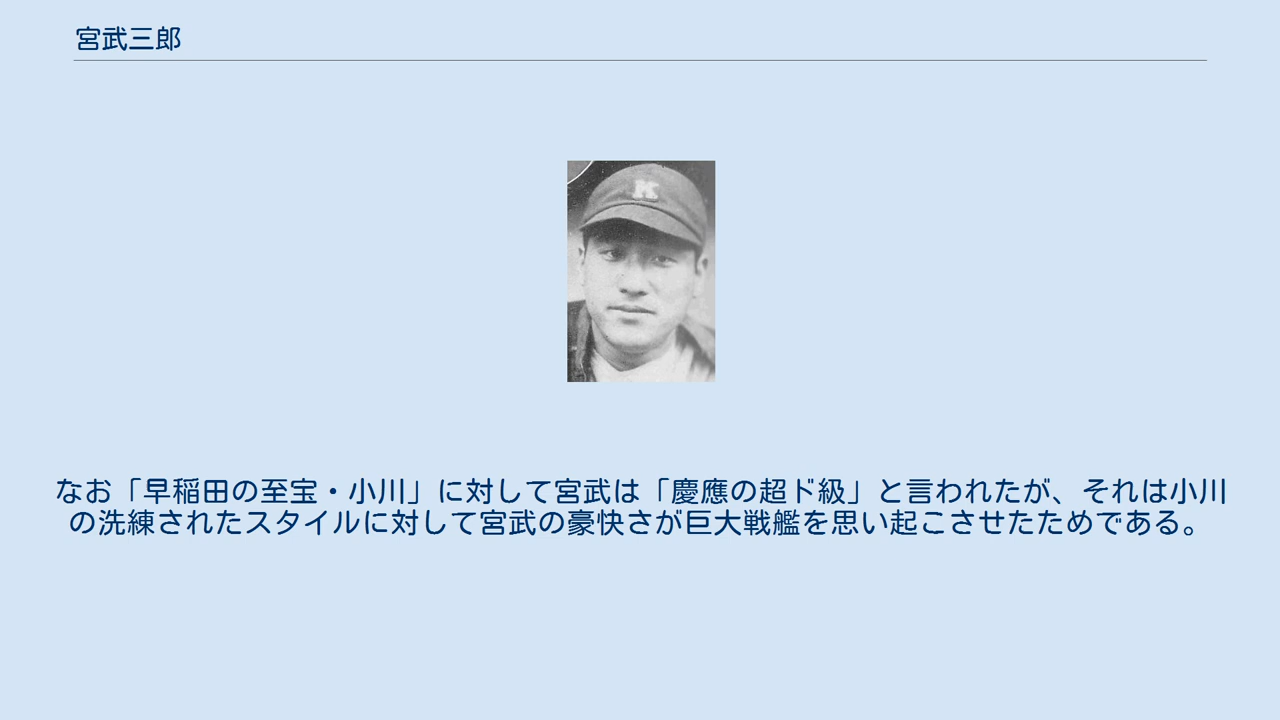 宮武三郎
K
なお「早稲田の至宝・小川」に対して宮武は「慶應の超ド級」と言われたが、それは小川
の洗練されたスタイルに対して宮武の豪快さが巨大戦艦を思い起こさせたためである。